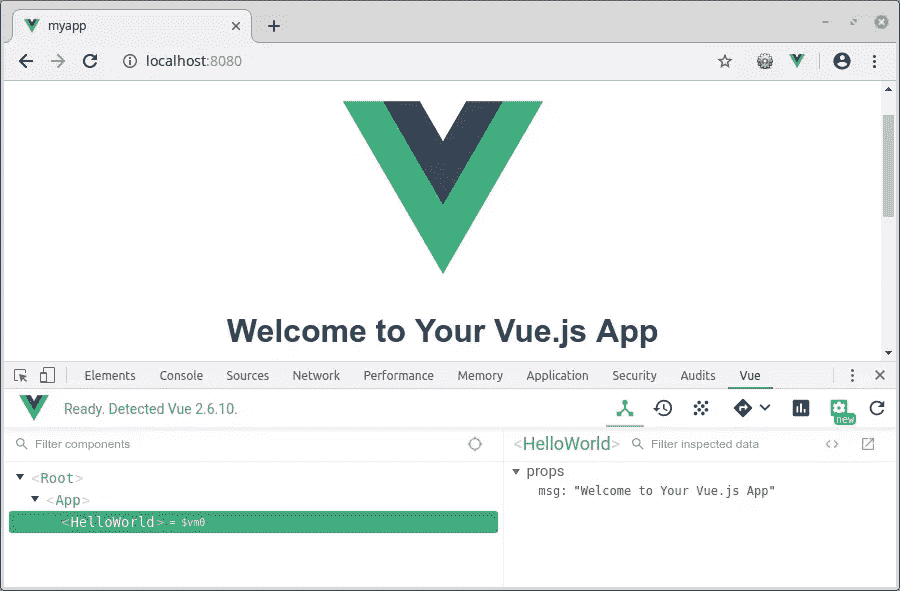 myapp
localhost:8080
Welcome to Your Vue.js App
Elements Console Sources Network Performance Memory Application Security Audits Vue
Ready. Detected Vue 2.6.10.
new
Filter components
<HelloWorld> Filter inspected data
<Root>
<App>
<HelloWorld> = $vm0
props
msg: "Welcome to Your Vue.js App"